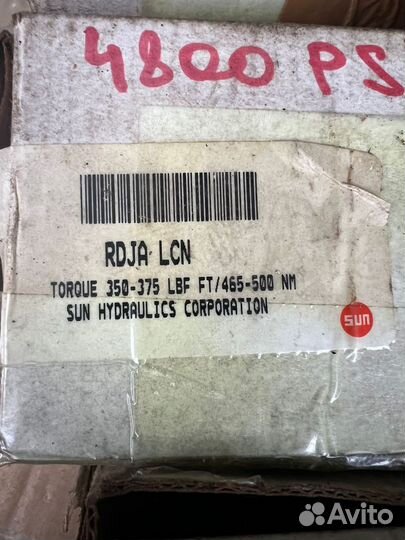 4800 PS
RDJA LCN
TORQUE 350-375 LBF FT/465-500 NM
SUN HYDRAULICS CORPORATION
sun
Avito